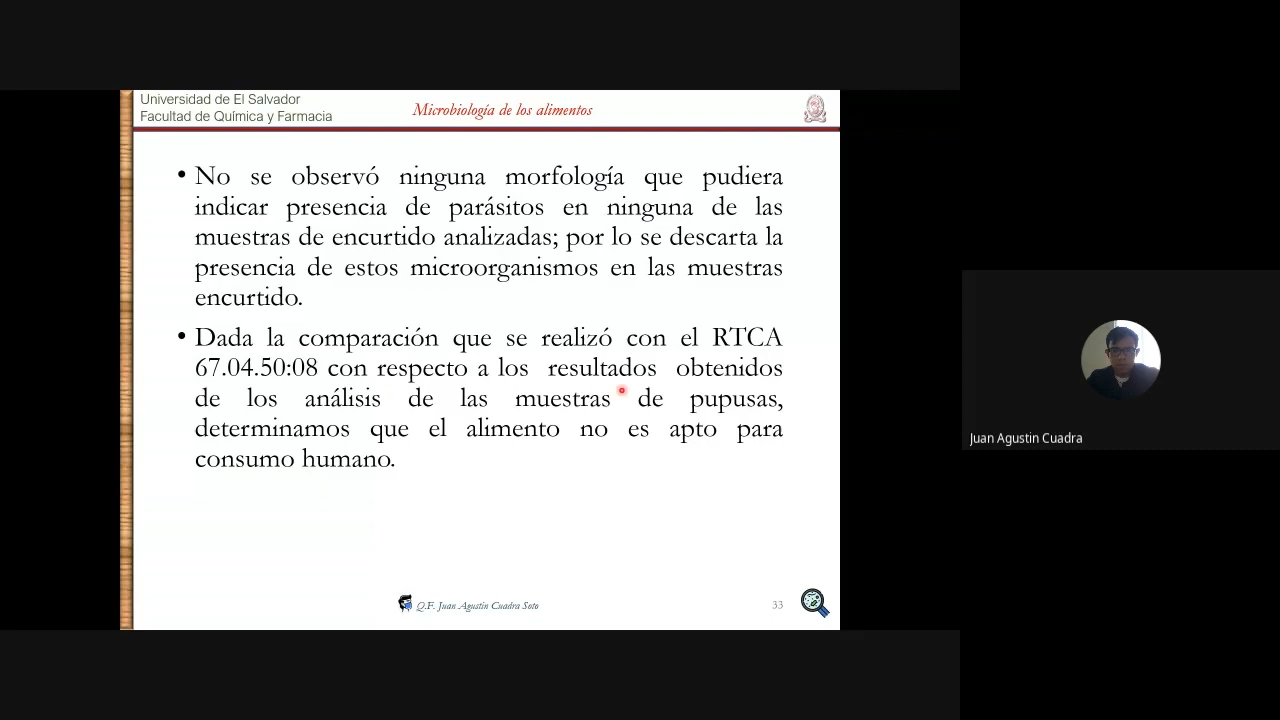 Universidad de El Salvador
Facultad de Química y Farmacia
Microbiología de los alimentos
• No se observó ninguna morfología que pudiera
indicar presencia de parásitos en ninguna de las
muestras de encurtido analizadas; por lo se descarta la
presencia de estos microorganismos en las muestras
encurtido.
• Dada la comparación que se realizó con el RTCA
67.04.50:08 con respecto a los resultados obtenidos
de los análisis de las muestras de pupusas,
determinamos que el alimento no es apto para
consumo humano.
Q.F. Juan Agustín Cuadra Soto
33
Juan Agustin Cuadra